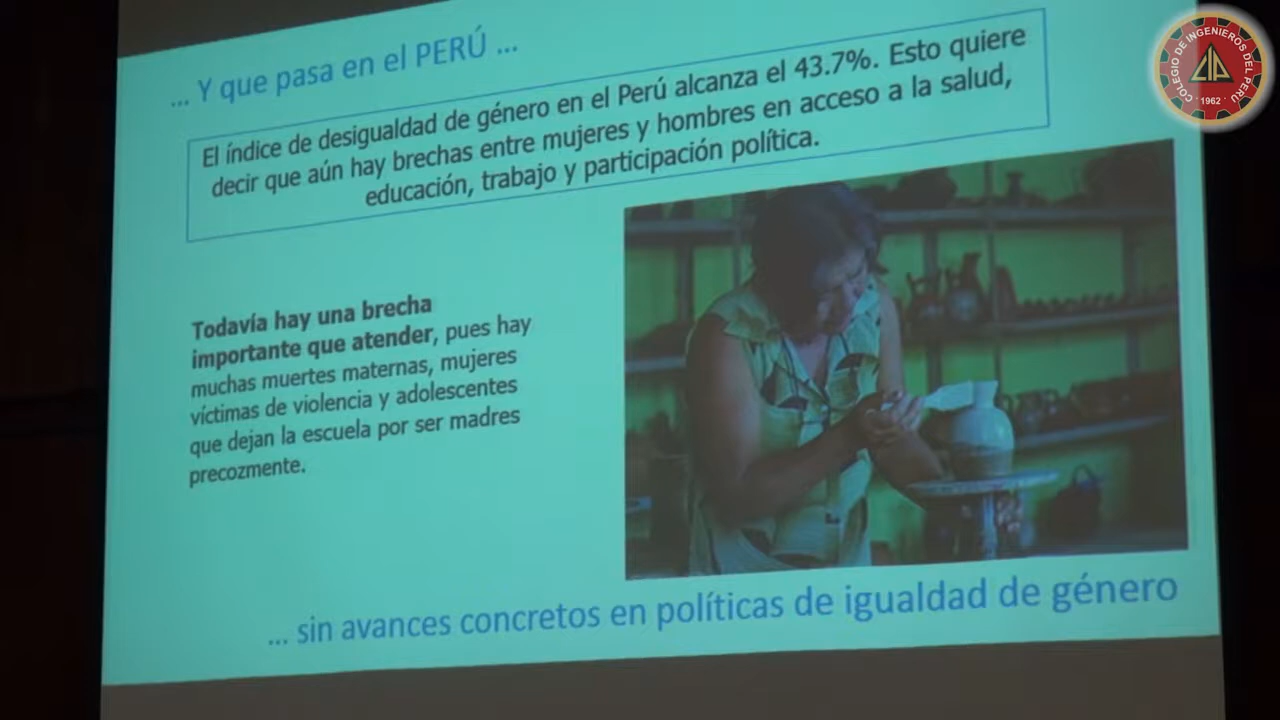 ... Y que pasa en el PERÚ ...
El índice de desigualdad de género en el Perú alcanza el 43.7%. Esto quiere
decir que aún hay brechas entre mujeres y hombres en acceso a la salud,
educación, trabajo y participación política.
Todavía hay una brecha
importante que atender, pues hay
muchas muertes maternas, mujeres
víctimas de violencia y adolescentes
que dejan la escuela por ser madres
precozmente.
... sin avances concretos en políticas de igualdad de género
COLEGIO DE INGENIEROS DEL PERÚ
CIP
· 1962 ·